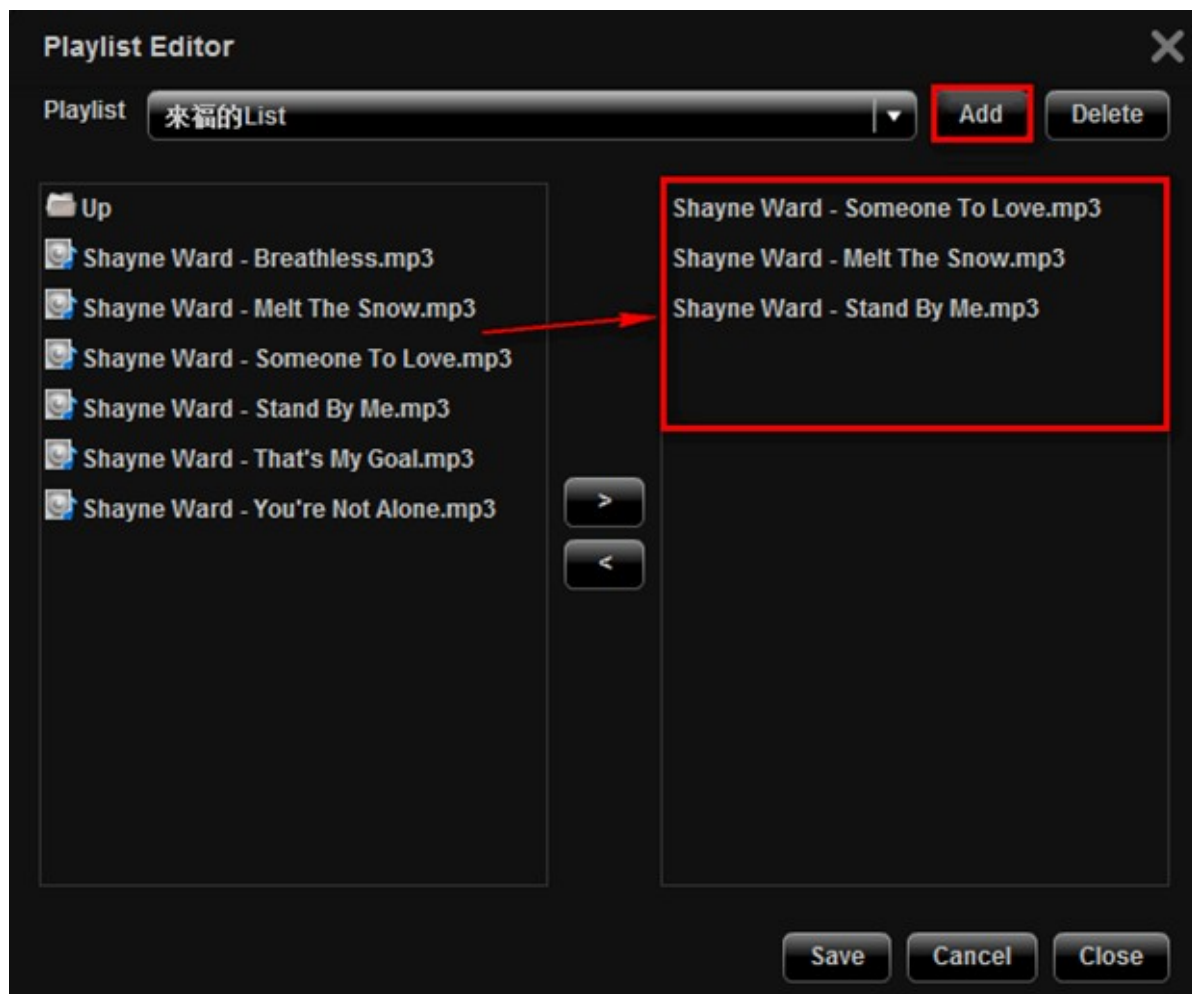 Playlist Editor
Playlist 來福的List Add Delete
Up
Shayne Ward - Breathless.mp3
Shayne Ward - Melt The Snow.mp3
Shayne Ward - Someone To Love.mp3
Shayne Ward - Stand By Me.mp3
Shayne Ward - That's My Goal.mp3
Shayne Ward - You're Not Alone.mp3
>
<
Shayne Ward - Someone To Love.mp3
Shayne Ward - Melt The Snow.mp3
Shayne Ward - Stand By Me.mp3
Save Cancel Close